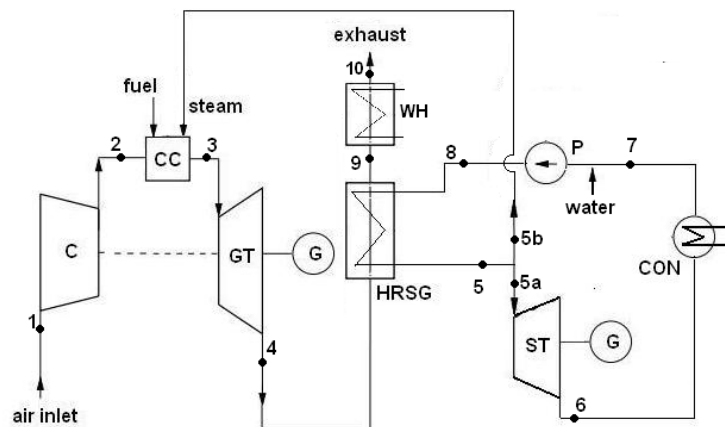 exhaust
10
fuel
steam
WH
2
3
CC
9
8
P
7
water
C
GT
G
5b
CON
5
5a
HRSG
1
4
ST
G
6
air inlet